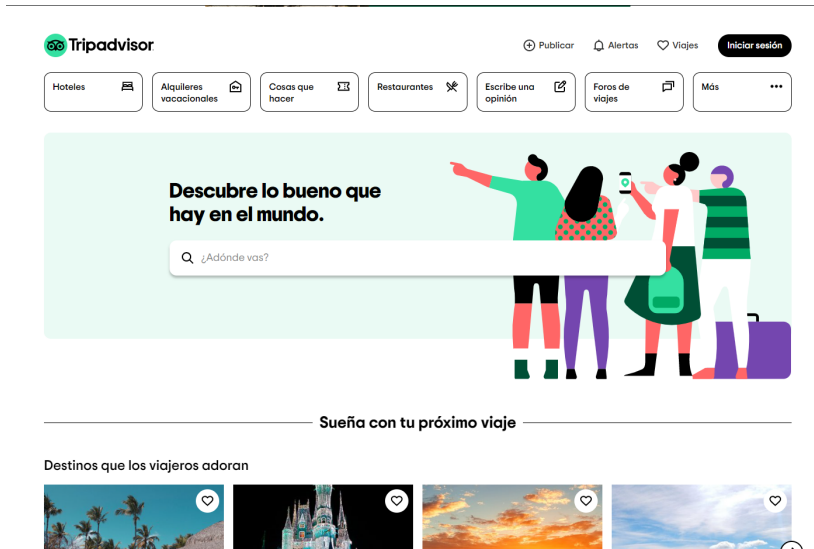 Tripadvisor
Publicar
Alertas
Viajes
Iniciar sesión
Hoteles
Alquileres
vacacionales
Cosas que
hacer
Restaurantes
Escribe una
opinión
Foros de
viajes
Más
Descubre lo bueno que
hay en el mundo.
¿Adónde vas?
Sueña con tu próximo viaje
Destinos que los viajeros adoran